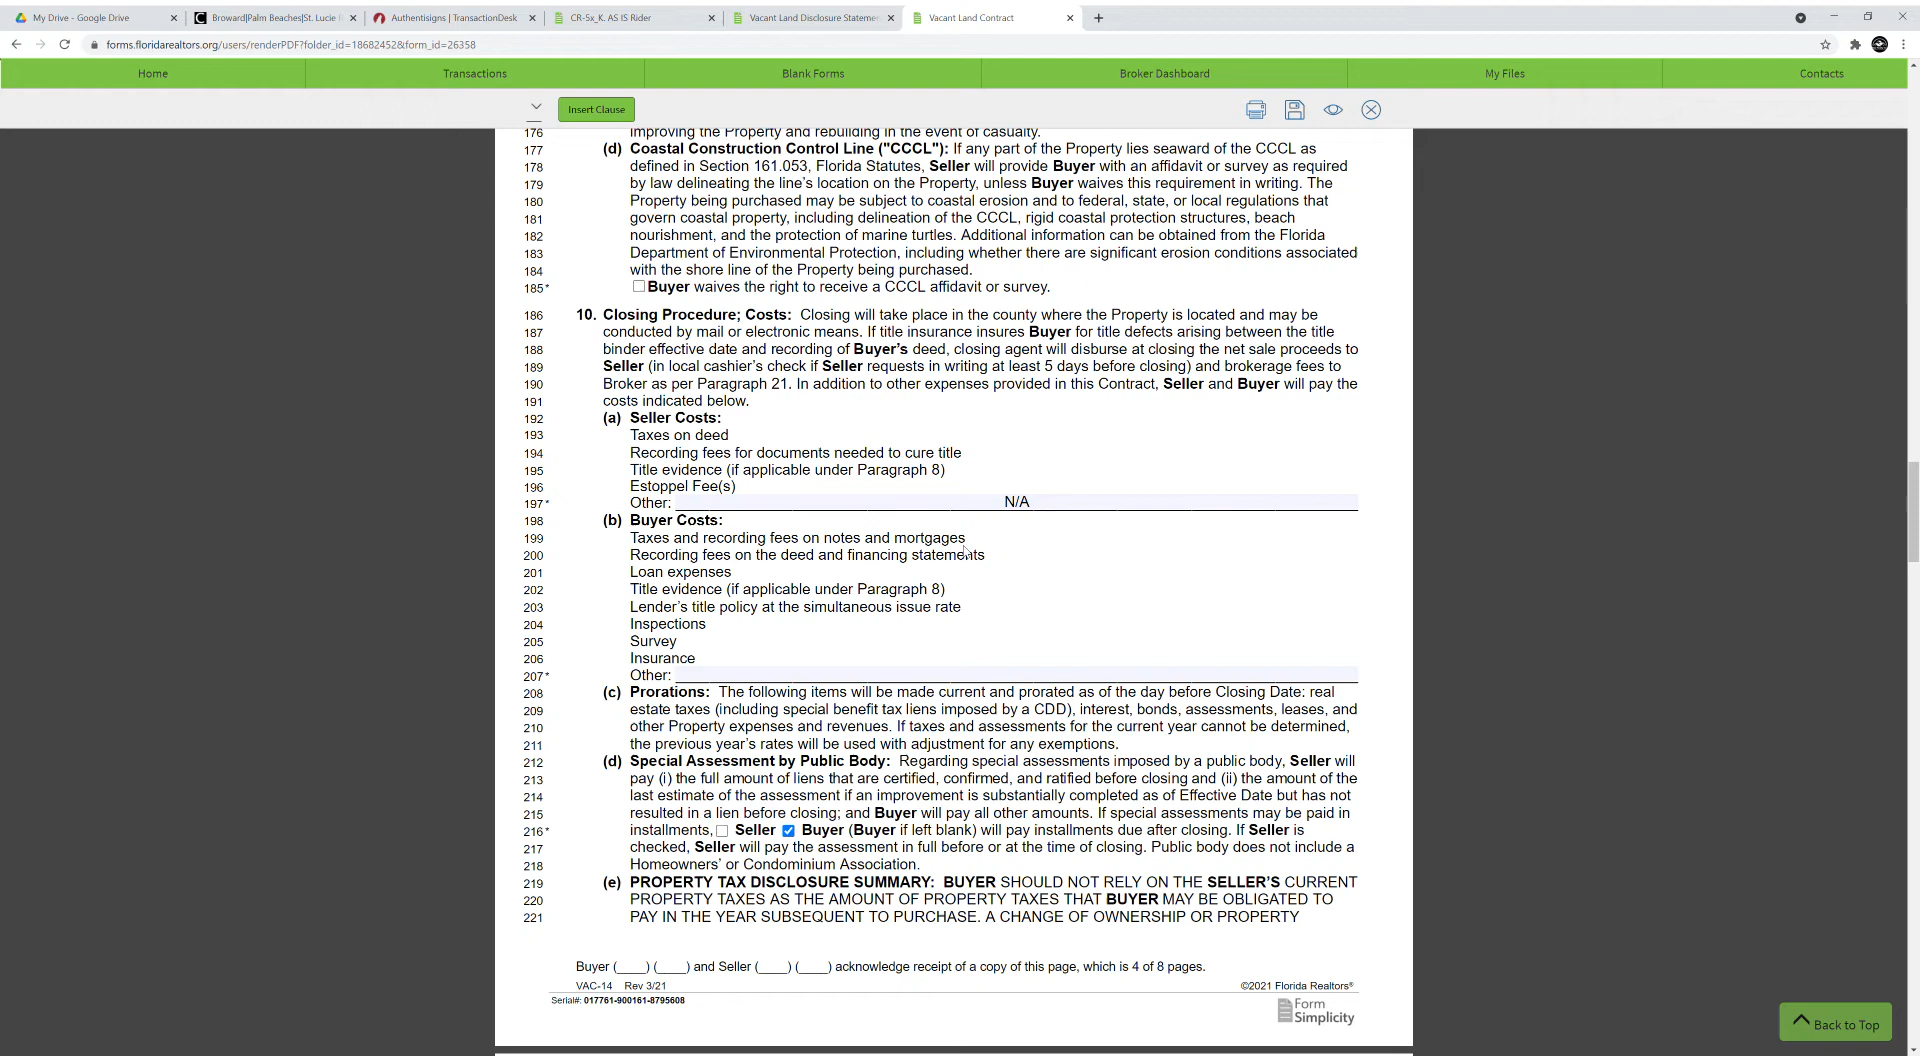 My Drive - Google Drive
Broward|Palm Beaches|St. Lucie
Authentisigns | TransactionDesk
CR-5x_K. AS IS Rider
Vacant Land Disclosure Statemen
Vacant Land Contract
forms.floridarealtors.org/users/renderPDF?folder_id=18682452&form_id=26358
Home
Transactions
Blank Forms
Broker Dashboard
My Files
Contacts
Insert Clause
176 improving the Property and rebuilding in the event of casualty.
177 (d) Coastal Construction Control Line ("CCCL"): If any part of the Property lies seaward of the CCCL as
178 defined in Section 161.053, Florida Statutes, Seller will provide Buyer with an affidavit or survey as required
179 by law delineating the line's location on the Property, unless Buyer waives this requirement in writing. The
180 Property being purchased may be subject to coastal erosion and to federal, state, or local regulations that
181 govern coastal property, including delineation of the CCCL, rigid coastal protection structures, beach
182 nourishment, and the protection of marine turtles. Additional information can be obtained from the Florida
183 Department of Environmental Protection, including whether there are significant erosion conditions associated
184 with the shore line of the Property being purchased.
185* Buyer waives the right to receive a CCCL affidavit or survey.
186 10. Closing Procedure; Costs: Closing will take place in the county where the Property is located and may be
187 conducted by mail or electronic means. If title insurance insures Buyer for title defects arising between the title
188 binder effective date and recording of Buyer's deed, closing agent will disburse at closing the net sale proceeds to
189 Seller (in local cashier's check if Seller requests in writing at least 5 days before closing) and brokerage fees to
190 Broker as per Paragraph 21. In addition to other expenses provided in this Contract, Seller and Buyer will pay the
191 costs indicated below.
192 (a) Seller Costs:
193 Taxes on deed
194 Recording fees for documents needed to cure title
195 Title evidence (if applicable under Paragraph 8)
196 Estoppel Fee(s)
197* Other: N/A
198 (b) Buyer Costs:
199 Taxes and recording fees on notes and mortgages
200 Recording fees on the deed and financing statements
201 Loan expenses
202 Title evidence (if applicable under Paragraph 8)
203 Lender's title policy at the simultaneous issue rate
204 Inspections
205 Survey
206 Insurance
207* Other:
208 (c) Prorations: The following items will be made current and prorated as of the day before Closing Date: real
209 estate taxes (including special benefit tax liens imposed by a CDD), interest, bonds, assessments, leases, and
210 other Property expenses and revenues. If taxes and assessments for the current year cannot be determined,
211 the previous year's rates will be used with adjustment for any exemptions.
212 (d) Special Assessment by Public Body: Regarding special assessments imposed by a public body, Seller will
213 pay (i) the full amount of liens that are certified, confirmed, and ratified before closing and (ii) the amount of the
214 last estimate of the assessment if an improvement is substantially completed as of Effective Date but has not
215 resulted in a lien before closing; and Buyer will pay all other amounts. If special assessments may be paid in
216* installments, Seller Buyer (Buyer if left blank) will pay installments due after closing. If Seller is
217 checked, Seller will pay the assessment in full before or at the time of closing. Public body does not include a
218 Homeowners' or Condominium Association.
219 (e) PROPERTY TAX DISCLOSURE SUMMARY: BUYER SHOULD NOT RELY ON THE SELLER'S CURRENT
220 PROPERTY TAXES AS THE AMOUNT OF PROPERTY TAXES THAT BUYER MAY BE OBLIGATED TO
221 PAY IN THE YEAR SUBSEQUENT TO PURCHASE. A CHANGE OF OWNERSHIP OR PROPERTY
Buyer (____) (____) and Seller (____) (____) acknowledge receipt of a copy of this page, which is 4 of 8 pages.
VAC-14 Rev 3/21 ©2021 Florida Realtors®
Serial#: 017761-900161-8795608
Form
Simplicity
Back to Top